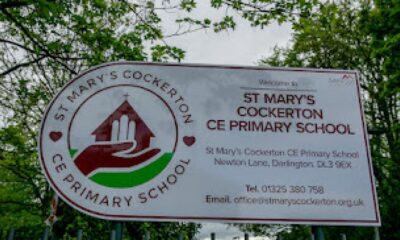 ST MARY'S COCKERTON
CE PRIMARY SCHOOL
Welcome to
ST MARY'S
COCKERTON
CE PRIMARY SCHOOL
St Mary's Cockerton CE Primary School
Newton Lane, Darlington, DL3 9EX
Tel. 01325 380 758
Email. office@stmaryscockerton.org.uk